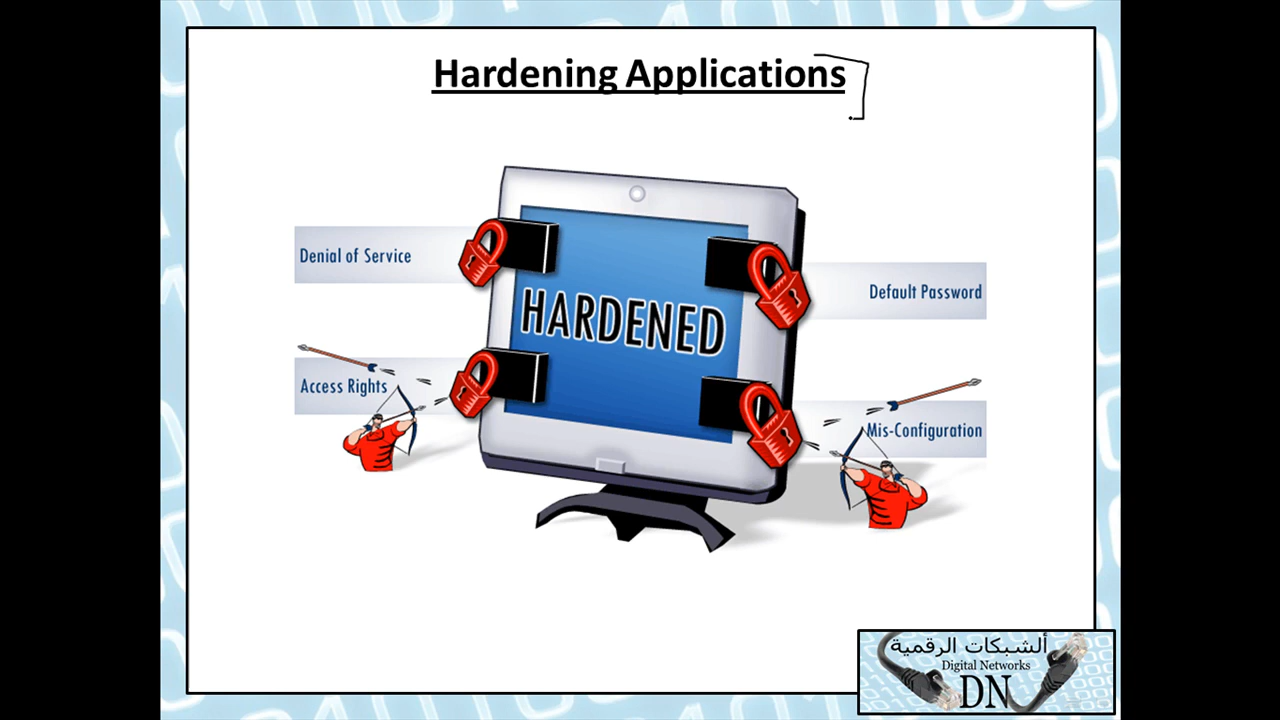 Hardening Applications
Denial of Service
Default Password
HARDENED
Access Rights
Mis-Configuration
ألشبكات الرقمية
Digital Networks
DN